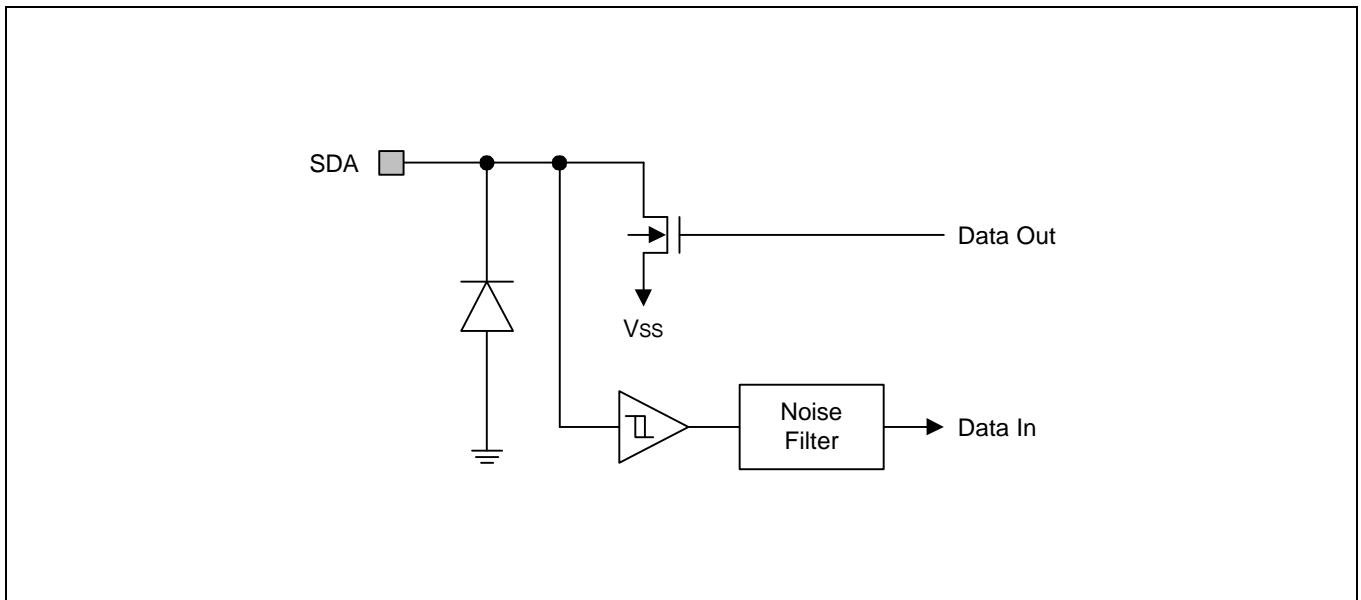 SDA
Data Out
VSS
Noise
Filter
Data In